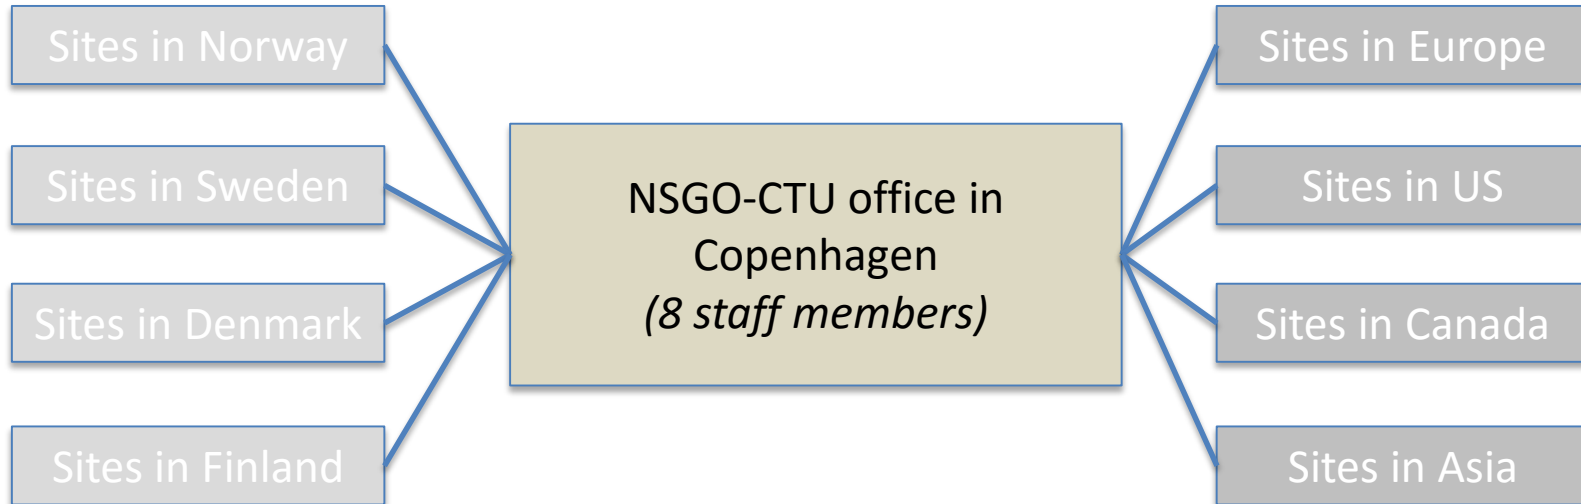 Sites in Norway
Sites in Sweden
Sites in Denmark
Sites in Finland
NSGO-CTU office in
Copenhagen
(8 staff members)
Sites in Europe
Sites in US
Sites in Canada
Sites in Asia